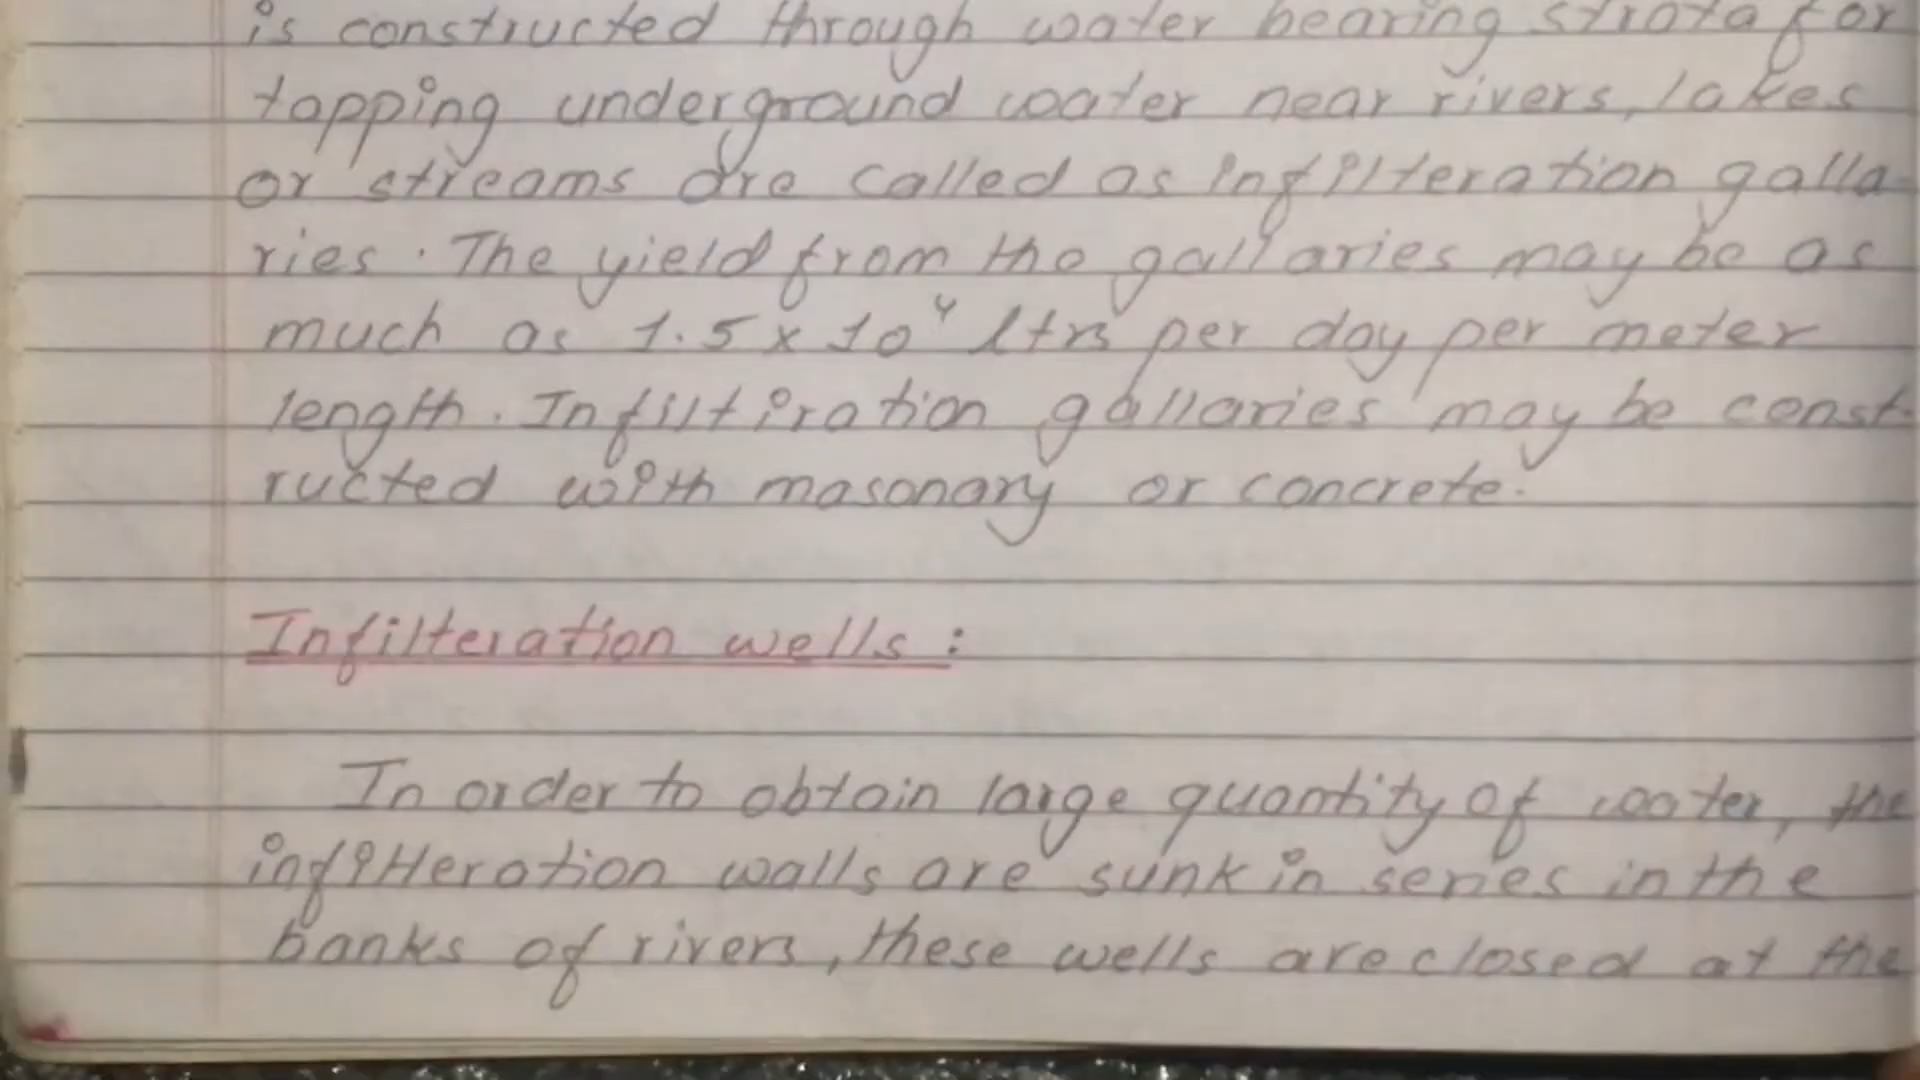 is constructed through water bearing strata for
tapping underground water near rivers, lakes
or streams are called as infilteration galla-
ries. The yield from the gallaries may be as
much as 1.5 x 10⁴ ltrs per day per meter
length. Infiltiration gallaries may be const-
ructed with masonary or concrete.
Infilteration wells :
In order to obtain large quantity of water, the
infilteration walls are sunk in series in the
banks of rivers, these wells are closed at the